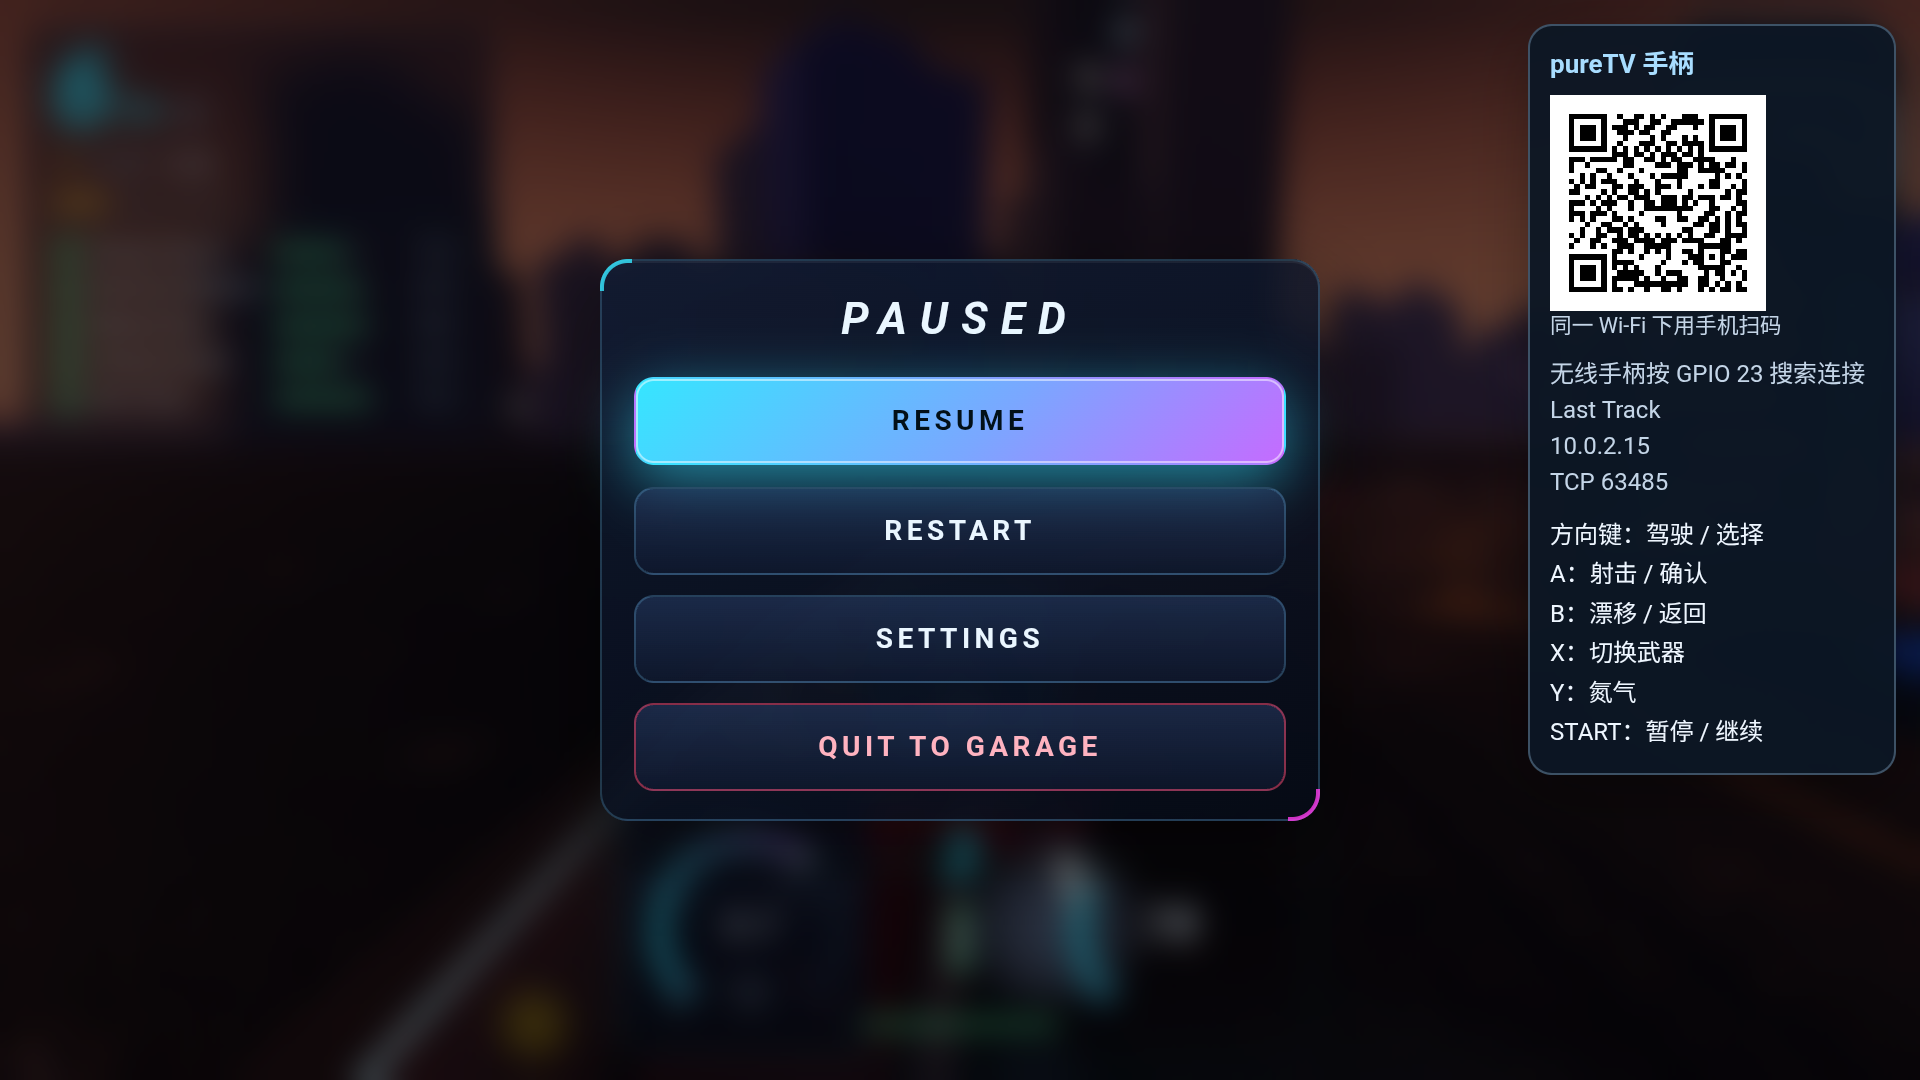 PAUSED
RESUME
RESTART
SETTINGS
QUIT TO GARAGE
pureTV 手柄
同一 Wi-Fi 下用手机扫码
无线手柄按 GPIO 23 搜索连接
Last Track
10.0.2.15
TCP 63485
方向键：驾驶 / 选择
A：射击 / 确认
B：漂移 / 返回
X：切换武器
Y：氮气
START：暂停 / 继续